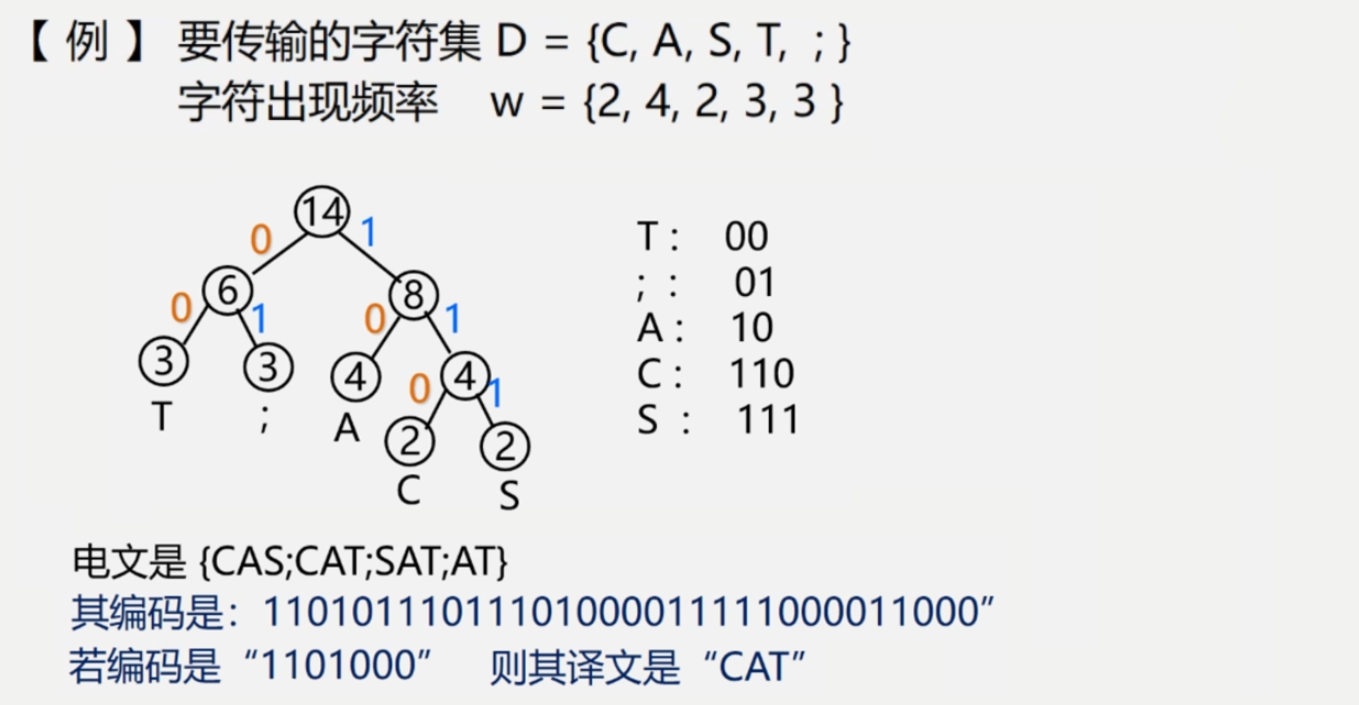 【 例 】 要传输的字符集 D = {C, A, S, T, ; }
字符出现频率 w = {2, 4, 2, 3, 3 }
14
0 1
6 8
0 1 0 1
3 3 4 4
0 1
T ; A 2 2
C S
T : 00
; : 01
A : 10
C : 110
S : 111
电文是 {CAS;CAT;SAT;AT}
其编码是：11010111011101000011111000011000”
若编码是“1101000” 则其译文是“CAT”